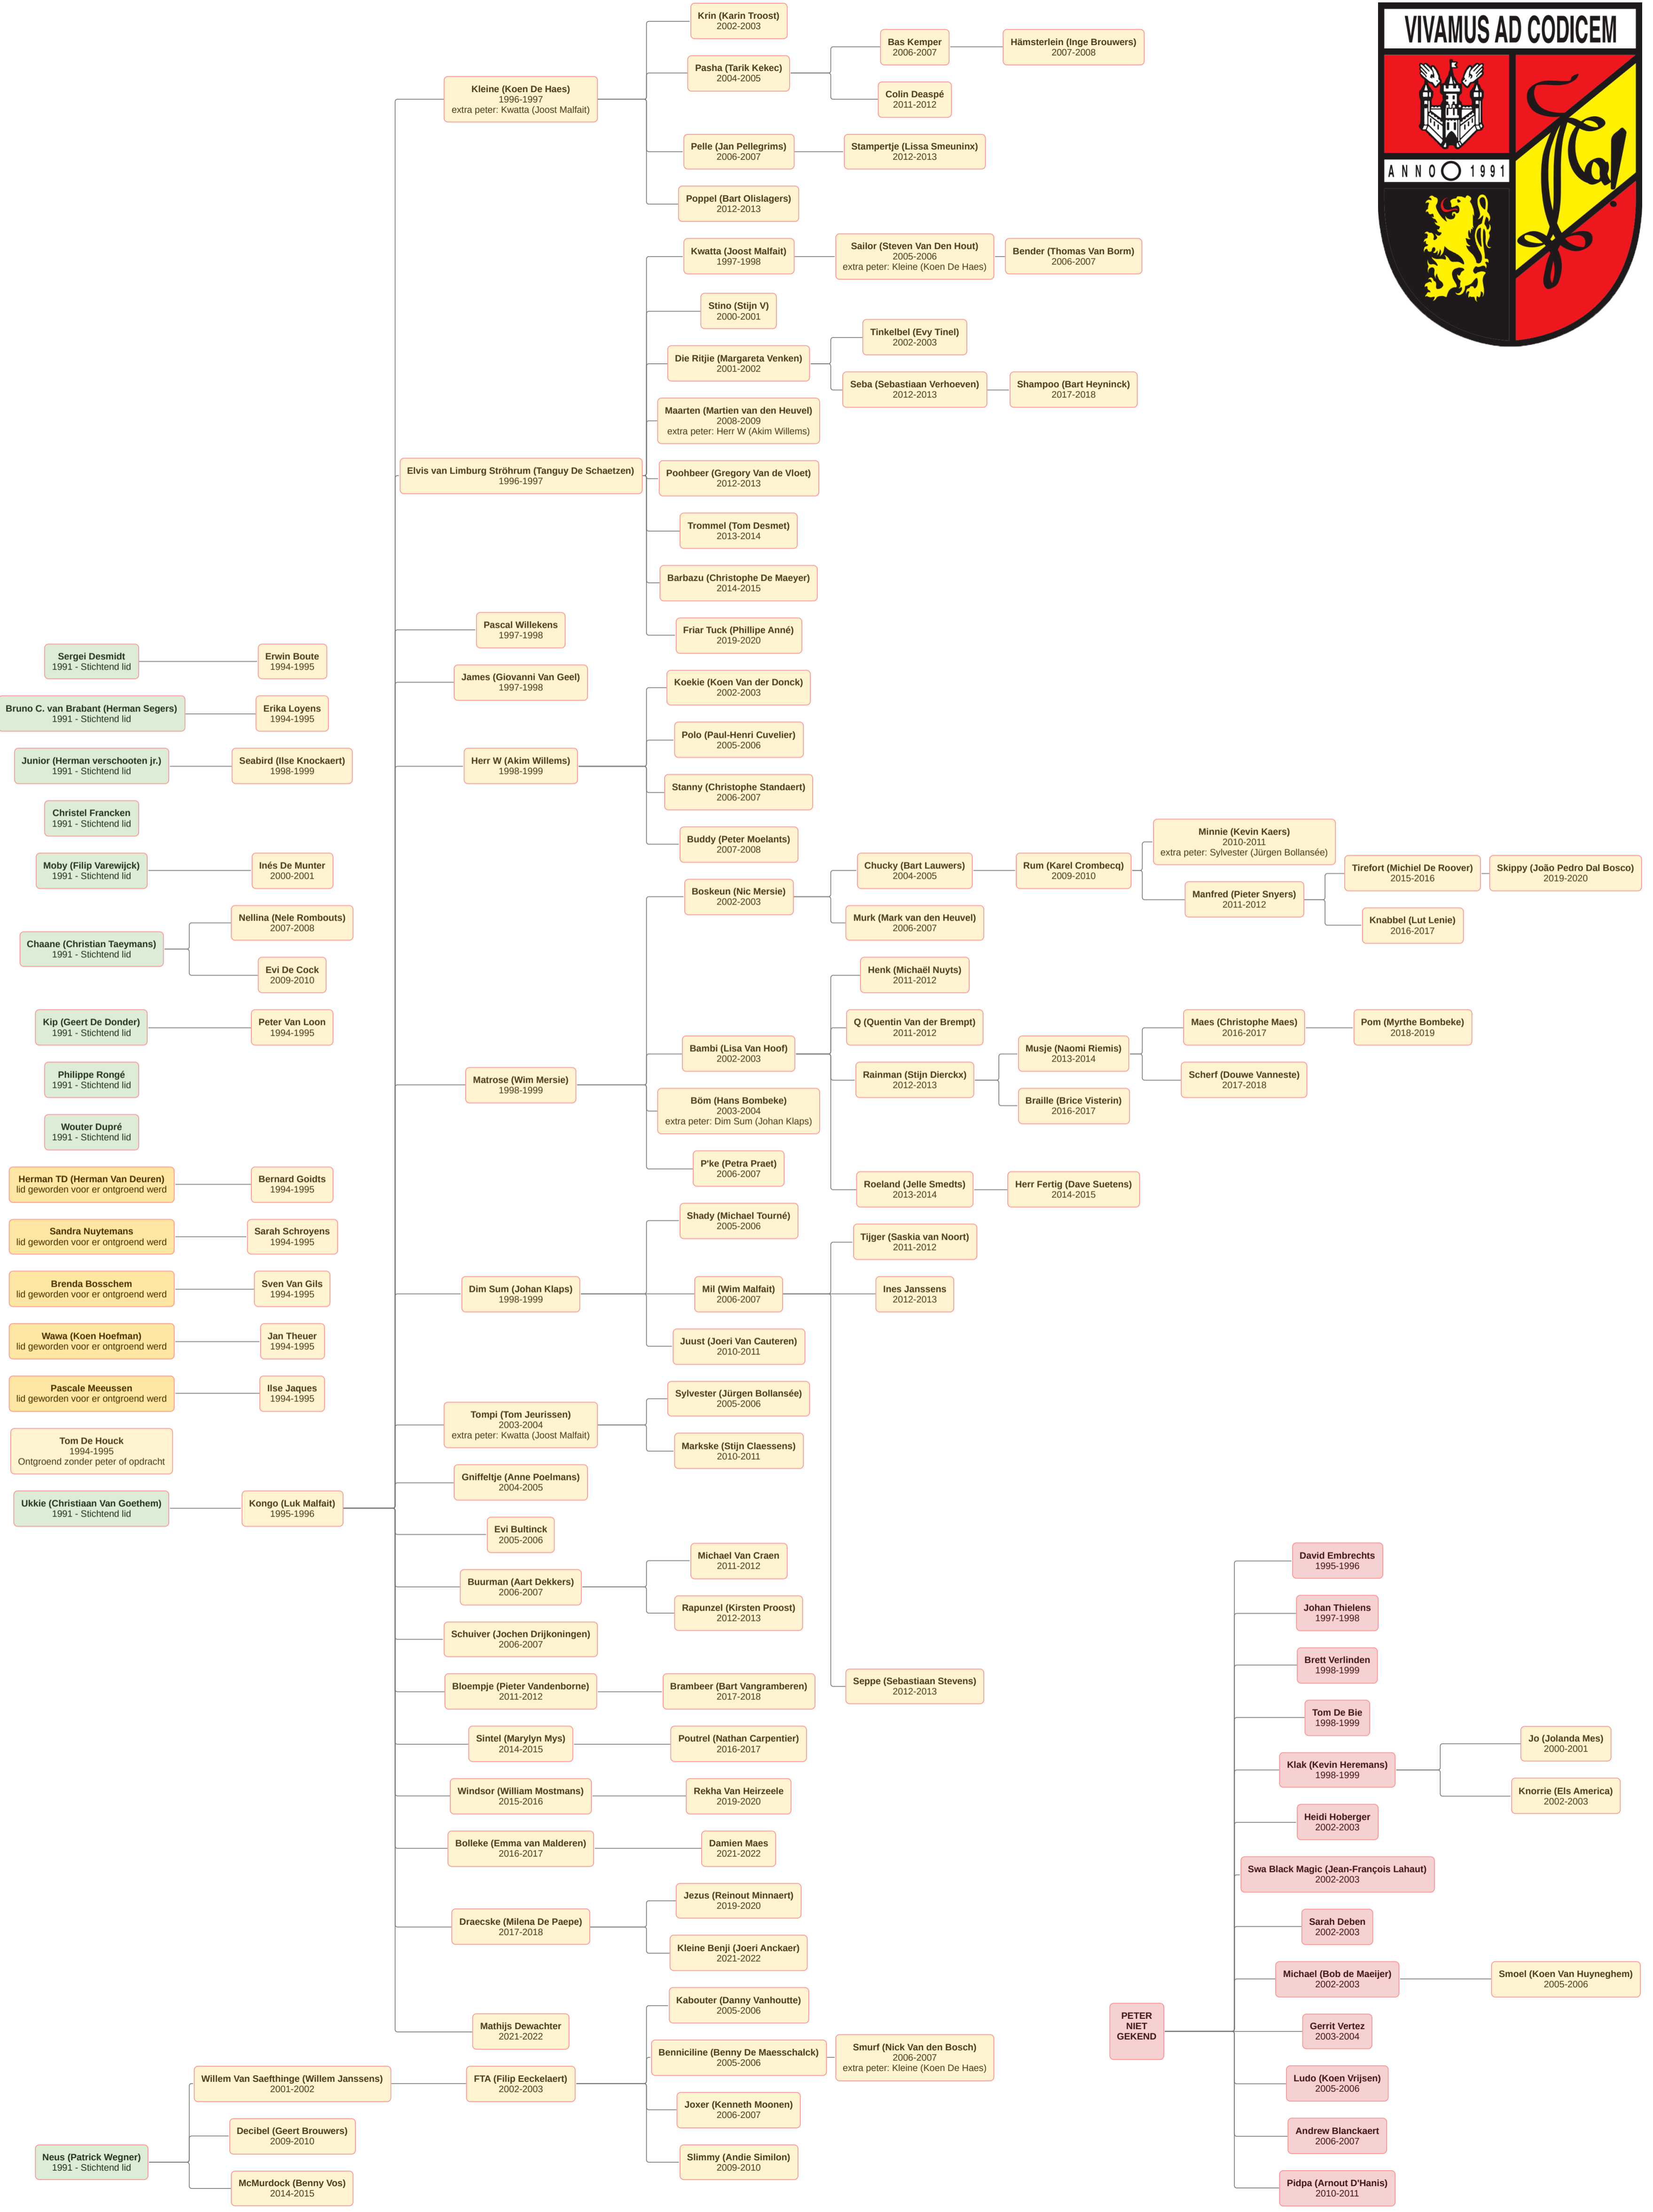 VIVAMUS AD CODICEM
ANNO 1991
Ca!
Krin (Karin Troost)
2002-2003
Pasha (Tarik Kekec)
2004-2005
Bas Kemper
2006-2007
Hämsterlein (Inge Brouwers)
2007-2008
Colin Deaspé
2011-2012
Kleine (Koen De Haes)
1996-1997
extra peter: Kwatta (Joost Malfait)
Pelle (Jan Pellegrims)
2006-2007
Stampertje (Lissa Smeuninx)
2012-2013
Poppel (Bart Olislagers)
2012-2013
Kwatta (Joost Malfait)
1997-1998
Sailor (Steven Van Den Hout)
2005-2006
extra peter: Kleine (Koen De Haes)
Bender (Thomas Van Borm)
2006-2007
Stino (Stijn V)
2000-2001
Die Ritjie (Margareta Venken)
2001-2002
Tinkelbel (Evy Tinel)
2002-2003
Seba (Sebastiaan Verhoeven)
2012-2013
Shampoo (Bart Heyninck)
2017-2018
Maarten (Martien van den Heuvel)
2008-2009
extra peter: Herr W (Akim Willems)
Elvis van Limburg Ströhrum (Tanguy De Schaetzen)
1996-1997
Poohbeer (Gregory Van de Vloet)
2012-2013
Trommel (Tom Desmet)
2013-2014
Barbazu (Christophe De Maeyer)
2014-2015
Friar Tuck (Phillipe Anné)
2019-2020
Pascal Willekens
1997-1998
James (Giovanni Van Geel)
1997-1998
Sergei Desmidt
1991 - Stichtend lid
Erwin Boute
1994-1995
Bruno C. van Brabant (Herman Segers)
1991 - Stichtend lid
Erika Loyens
1994-1995
Junior (Herman verschooten jr.)
1991 - Stichtend lid
Seabird (Ilse Knockaert)
1998-1999
Christel Francken
1991 - Stichtend lid
Moby (Filip Varewijck)
1991 - Stichtend lid
Inés De Munter
2000-2001
Chaane (Christian Taeymans)
1991 - Stichtend lid
Nellina (Nele Rombouts)
2007-2008
Evi De Cock
2009-2010
Kip (Geert De Donder)
1991 - Stichtend lid
Peter Van Loon
1994-1995
Philippe Rongé
1991 - Stichtend lid
Wouter Dupré
1991 - Stichtend lid
Herman TD (Herman Van Deuren)
lid geworden voor er ontgroend werd
Bernard Goidts
1994-1995
Sandra Nuytemans
lid geworden voor er ontgroend werd
Sarah Schroyens
1994-1995
Brenda Bosschem
lid geworden voor er ontgroend werd
Sven Van Gils
1994-1995
Wawa (Koen Hoefman)
lid geworden voor er ontgroend werd
Jan Theuer
1994-1995
Pascale Meeussen
lid geworden voor er ontgroend werd
Ilse Jaques
1994-1995
Tom De Houck
1994-1995
Ontgroend zonder peter of opdracht
Ukkie (Christiaan Van Goethem)
1991 - Stichtend lid
Kongo (Luk Malfait)
1995-1996
Herr W (Akim Willems)
1998-1999
Koekie (Koen Van der Donck)
2002-2003
Polo (Paul-Henri Cuvelier)
2005-2006
Stanny (Christophe Standaert)
2006-2007
Buddy (Peter Moelants)
2007-2008
Matrose (Wim Mersie)
1998-1999
Boskeun (Nic Mersie)
2002-2003
Chucky (Bart Lauwers)
2004-2005
Rum (Karel Crombecq)
2009-2010
Minnie (Kevin Kaers)
2010-2011
extra peter: Sylvester (Jürgen Bollansée)
Manfred (Pieter Snyers)
2011-2012
Tirefort (Michiel De Roover)
2015-2016
Skippy (João Pedro Dal Bosco)
2019-2020
Knabbel (Lut Lenie)
2016-2017
Murk (Mark van den Heuvel)
2006-2007
Bambi (Lisa Van Hoof)
2002-2003
Henk (Michaël Nuyts)
2011-2012
Q (Quentin Van der Brempt)
2011-2012
Rainman (Stijn Dierckx)
2012-2013
Musje (Naomi Riemis)
2013-2014
Maes (Christophe Maes)
2016-2017
Pom (Myrthe Bombeke)
2018-2019
Scherf (Douwe Vanneste)
2017-2018
Braille (Brice Visterin)
2016-2017
Roeland (Jelle Smedts)
2013-2014
Herr Fertig (Dave Suetens)
2014-2015
Böm (Hans Bombeke)
2003-2004
extra peter: Dim Sum (Johan Klaps)
P'ke (Petra Praet)
2006-2007
Dim Sum (Johan Klaps)
1998-1999
Shady (Michael Tourné)
2005-2006
Mil (Wim Malfait)
2006-2007
Tijger (Saskia van Noort)
2011-2012
Ines Janssens
2012-2013
Seppe (Sebastiaan Stevens)
2012-2013
Juust (Joeri Van Cauteren)
2010-2011
Tompi (Tom Jeurissen)
2003-2004
extra peter: Kwatta (Joost Malfait)
Sylvester (Jürgen Bollansée)
2005-2006
Markske (Stijn Claessens)
2010-2011
Gniffeltje (Anne Poelmans)
2004-2005
Evi Bultinck
2005-2006
Buurman (Aart Dekkers)
2006-2007
Michael Van Craen
2011-2012
Rapunzel (Kirsten Proost)
2012-2013
Schuiver (Jochen Drijkoningen)
2006-2007
Bloempje (Pieter Vandenborne)
2011-2012
Brambeer (Bart Vangramberen)
2017-2018
Sintel (Marylyn Mys)
2014-2015
Poutrel (Nathan Carpentier)
2016-2017
Windsor (William Mostmans)
2015-2016
Rekha Van Heirzeele
2019-2020
Bolleke (Emma van Malderen)
2016-2017
Damien Maes
2021-2022
Draecske (Milena De Paepe)
2017-2018
Jezus (Reinout Minnaert)
2019-2020
Kleine Benji (Joeri Anckaer)
2021-2022
Mathijs Dewachter
2021-2022
Neus (Patrick Wegner)
1991 - Stichtend lid
Willem Van Saefthinge (Willem Janssens)
2001-2002
FTA (Filip Eeckelaert)
2002-2003
Kabouter (Danny Vanhoutte)
2005-2006
Benniciline (Benny De Maesschalck)
2005-2006
Smurf (Nick Van den Bosch)
2006-2007
extra peter: Kleine (Koen De Haes)
Joxer (Kenneth Moonen)
2006-2007
Slimmy (Andie Similon)
2009-2010
Decibel (Geert Brouwers)
2009-2010
McMurdock (Benny Vos)
2014-2015
PETER
NIET
GEKEND
David Embrechts
1995-1996
Johan Thielens
1997-1998
Brett Verlinden
1998-1999
Tom De Bie
1998-1999
Klak (Kevin Heremans)
1998-1999
Jo (Jolanda Mes)
2000-2001
Knorrie (Els America)
2002-2003
Heidi Hoberger
2002-2003
Swa Black Magic (Jean-François Lahaut)
2002-2003
Sarah Deben
2002-2003
Michael (Bob de Maeijer)
2002-2003
Smoel (Koen Van Huyneghem)
2005-2006
Gerrit Vertez
2003-2004
Ludo (Koen Vrijsen)
2005-2006
Andrew Blanckaert
2006-2007
Pidpa (Arnout D'Hanis)
2010-2011